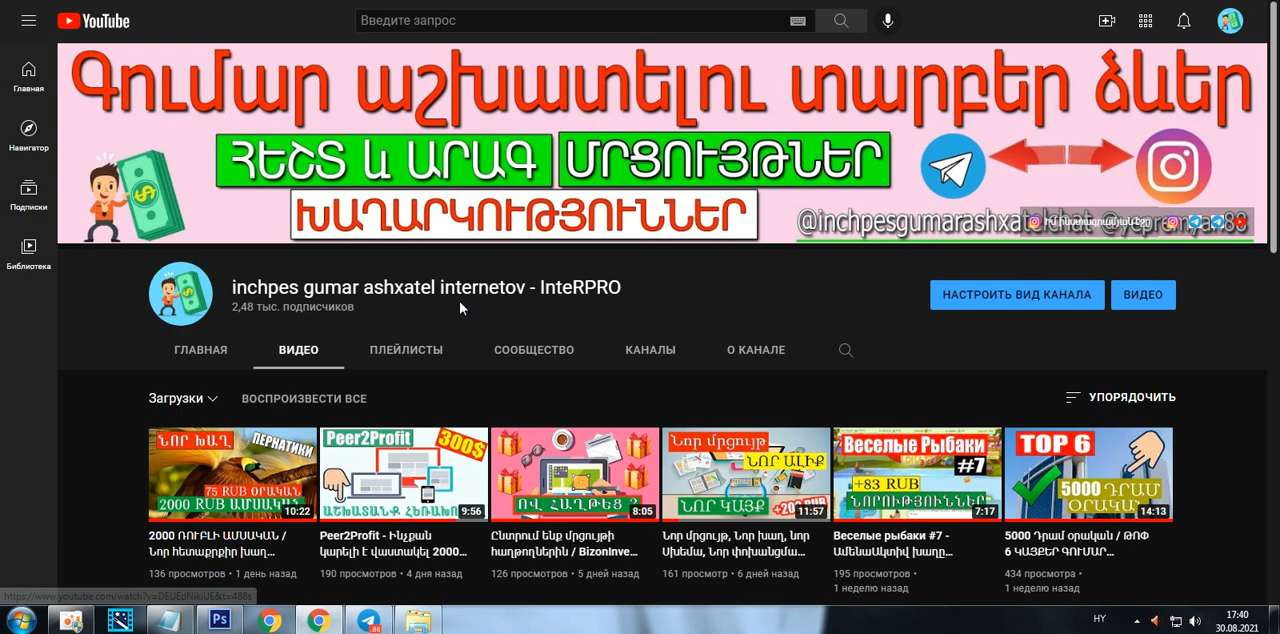 YouTube
Введите запрос
Главная
Навигатор
Подписки
Библиотека
Գումար աշխատելու տարբեր ձևեր
ՀԵՇՏ և ԱՐԱԳ ՄՐՑՈՒՅԹՆԵՐ
ԽԱՂԱՐԿՈՒԹՅՈՒՆՆԵՐ
inchpes gumar ashxatel internetov - InteRPRO
2,48 тыс. подписчиков
НАСТРОИТЬ ВИД КАНАЛА
ВИДЕО
ГЛАВНАЯ ВИДЕО ПЛЕЙЛИСТЫ СООБЩЕСТВО КАНАЛЫ О КАНАЛЕ
Загрузки ВОСПРОИЗВЕСТИ ВСЕ УПОРЯДОЧИТЬ
ՆՈՐ ԽԱՂ ПЕРНАТИКИ
75 RUB ՕՐԱԿԱՆ
2000 RUB ԱՄՍԱԿԱՆ
10:22
Peer2Profit 300$
9:56
ՈՎ ՀԱՂԹԵՑ ?
8:05
Նոր մրցույթ
ՆՈՐ ԱԼԻՔ
ՆՈՐ ԿԱՅՔ
11:57
Веселые Рыбаки
#7
+83 RUB
ՆՈՐՈՒԹՅՈՒՆՆԵՐ
7:17
TOP 6
5000 ԴՐԱՄ
14:13
2000 ՌՈՒԲԼԻ ԱՄՍԱԿԱՆ /
Նոր հետաքրքիր խաղ...
136 просмотров • 1 день назад
Peer2Profit - Ինչքան
կարելի է վաստակել 2000...
190 просмотров • 4 дня назад
Ընտրում ենք մրցույթի
հաղթողներին / BizonInve...
126 просмотров • 5 дней назад
Նոր մրցույթ, Նոր խաղ, նոր
Սխեմա, Նոր փոխանցմա...
161 просмотр • 6 дней назад
Веселые Рыбаки #7 -
Ամենաակտիվ խաղը...
195 просмотров •
1 неделю назад
5000 Դրամ օրական / ԹՈՓ
6 ԿԱՅՔԵՐ ԳՈՒՄԱՐ...
434 просмотра •
1 неделю назад
https://www.youtube.com/watch?v=DEUEdNikiUE&t=488s
Ps
HY
17:40
30.08.2021